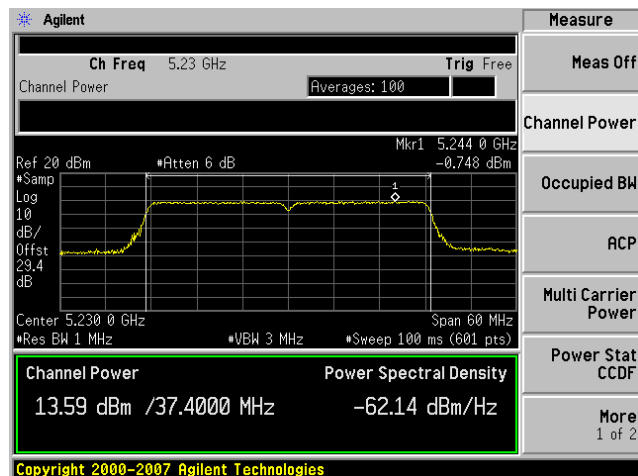 Agilent
Measure
Ch Freq 5.23 GHz Trig Free
Channel Power Averages: 100
Mkr1 5.244 0 GHz
Ref 20 dBm #Atten 6 dB -0.748 dBm
#Samp
Log
10
dB/
Offst
29.4
dB
1
Center 5.230 0 GHz Span 60 MHz
#Res BW 1 MHz #VBW 3 MHz #Sweep 100 ms (601 pts)
Channel Power Power Spectral Density
13.59 dBm /37.4000 MHz -62.14 dBm/Hz
Copyright 2000-2007 Agilent Technologies
Meas Off
Channel Power
Occupied BW
ACP
Multi Carrier
Power
Power Stat
CCDF
More
1 of 2